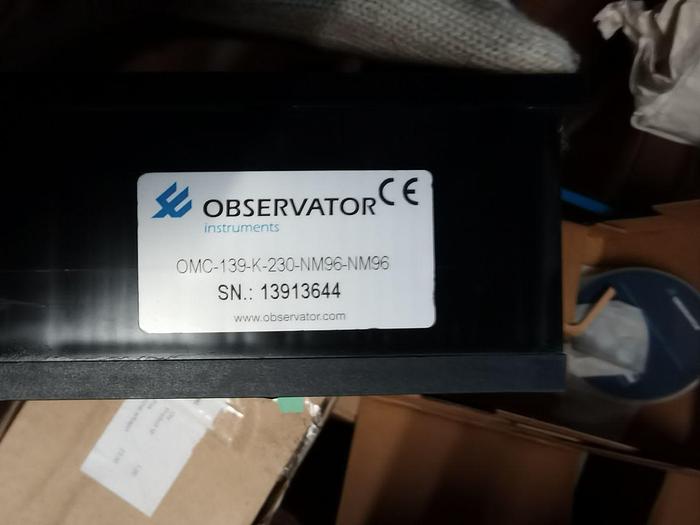 OBSERVATOR CE
instruments
OMC-139-K-230-NM96-NM96
SN.: 13913644
www.observator.com